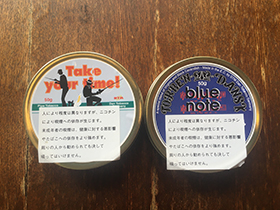 Take
your time!
50g
人により程度は異なりますが、ニコチン
により喫煙への依存が生じます。
未成年者の喫煙は、健康に対する悪影響
やたばこへの依存をより強めます。
周りの人から勧められても決して
吸ってはいけません。
TORBEN DANSK
50g
blue
note
人により程度は異なりますが、ニコチン
により喫煙への依存が生じます。
未成年者の喫煙は、健康に対する悪影響
やたばこへの依存をより強めます。
周りの人から勧められても決して
吸ってはいけません。